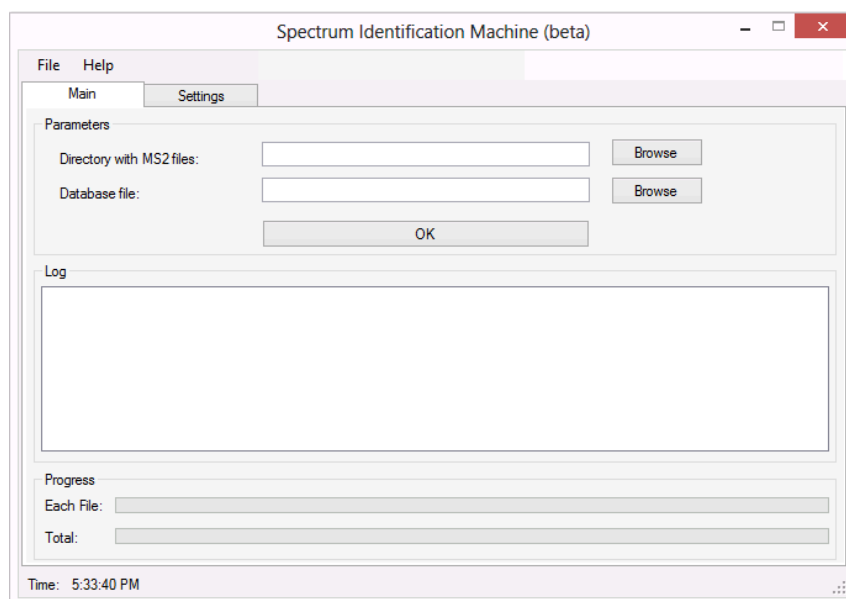 Spectrum Identification Machine (beta)
File Help
Main Settings
Parameters
Directory with MS2 files: Browse
Database file: Browse
OK
Log
Progress
Each File:
Total:
Time: 5:33:40 PM